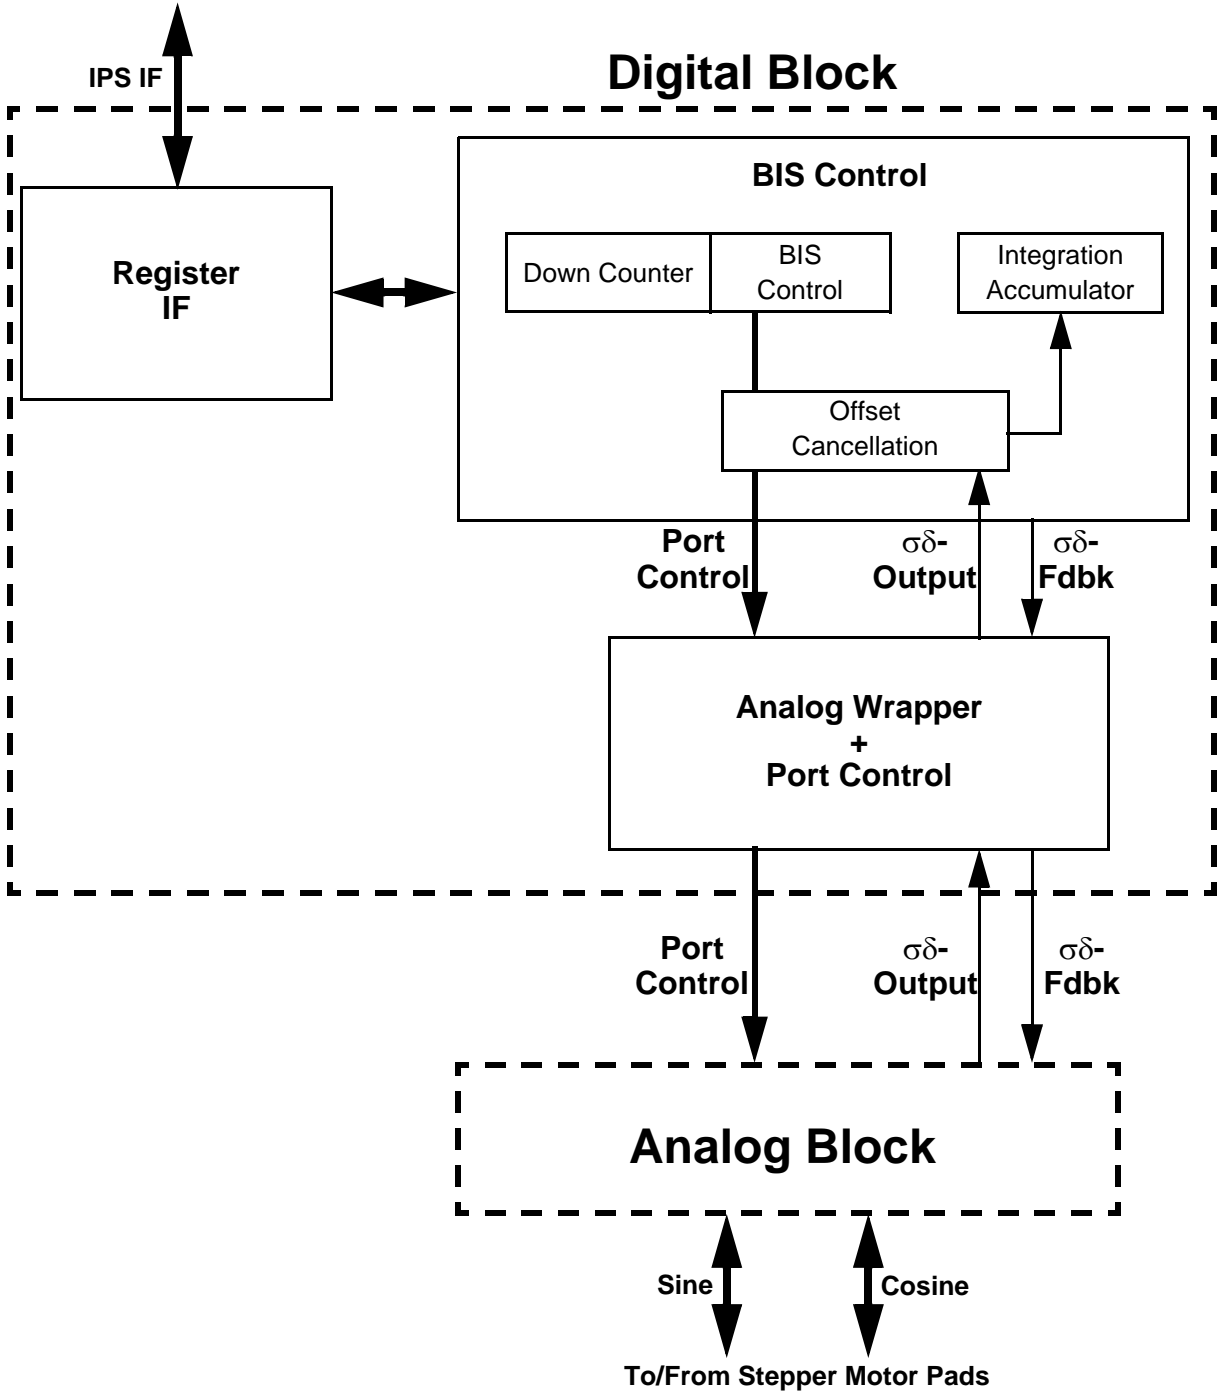 IPS IF
Digital Block
BIS Control
Register
IF
Down Counter
BIS
Control
Integration
Accumulator
Offset
Cancellation
Port
Control
σδ-
Output
σδ-
Fdbk
Analog Wrapper
+
Port Control
Port
Control
σδ-
Output
σδ-
Fdbk
Analog Block
Sine
Cosine
To/From Stepper Motor Pads